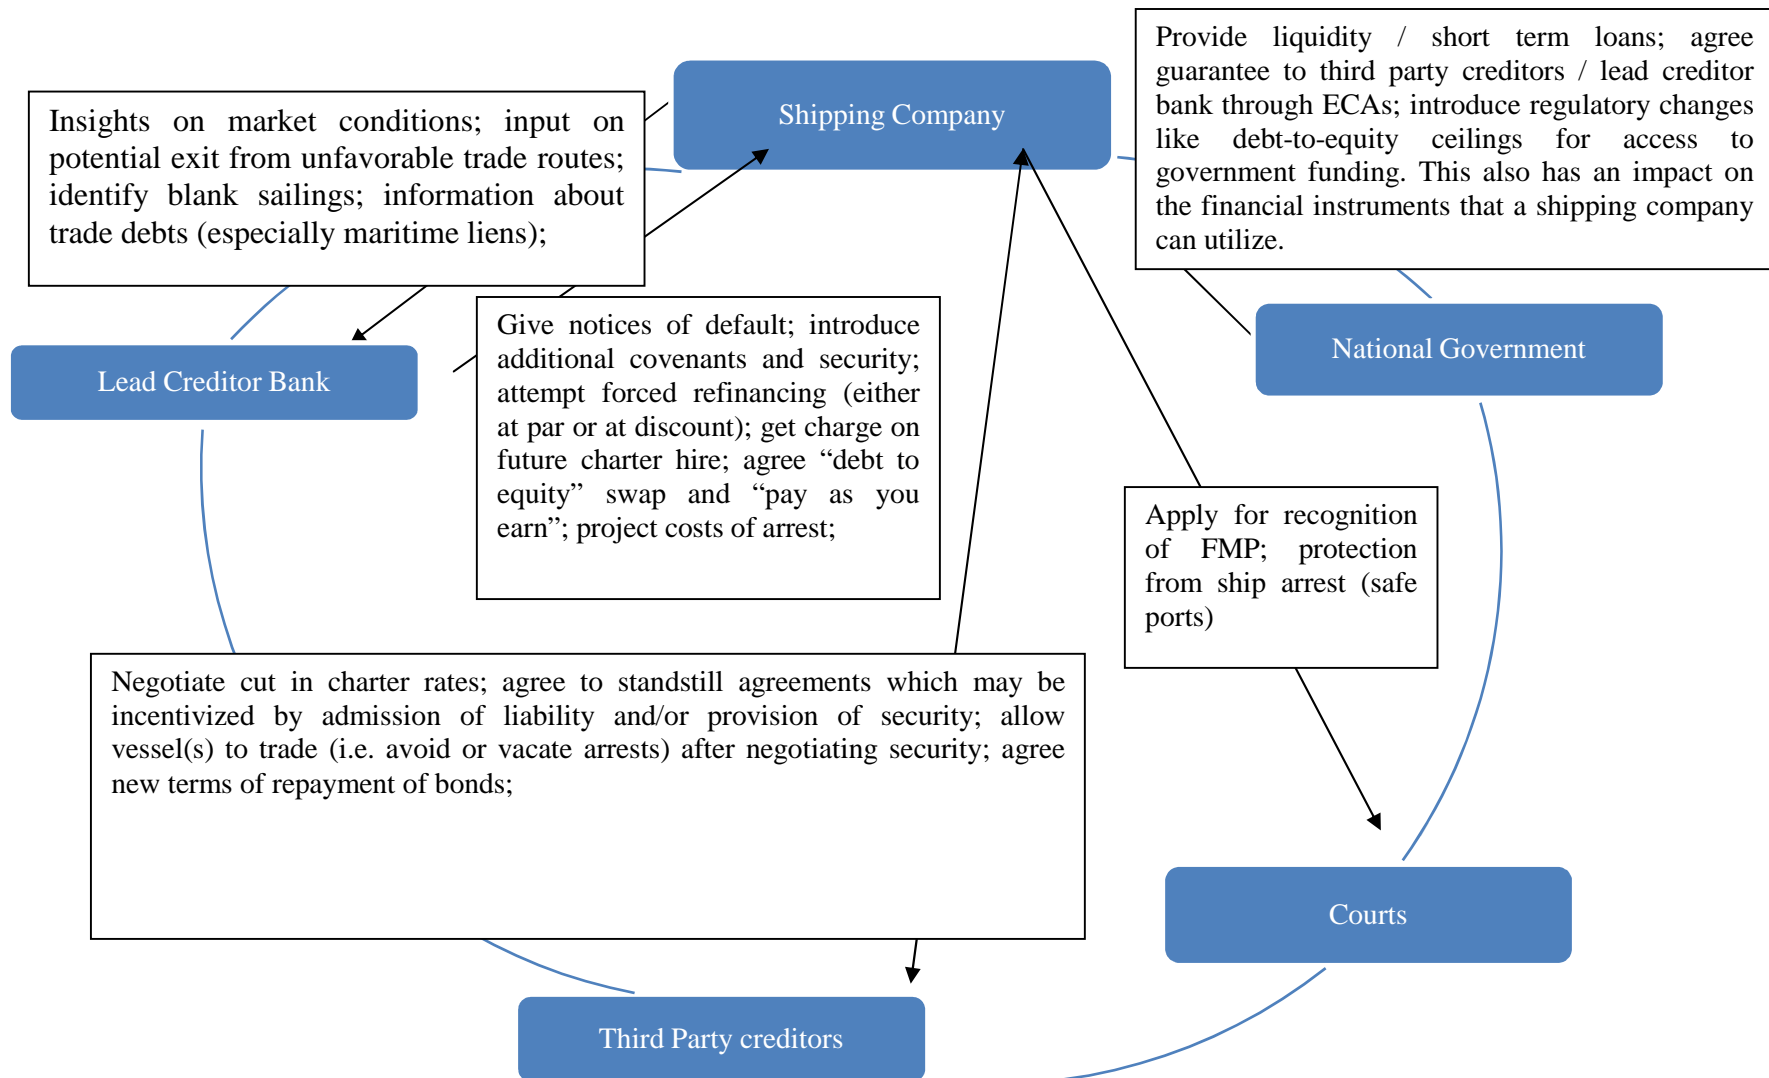 Shipping Company
Provide liquidity / short term loans; agree
guarantee to third party creditors / lead creditor
bank through ECAs; introduce regulatory changes
like debt-to-equity ceilings for access to
government funding. This also has an impact on
the financial instruments that a shipping company
can utilize.
Insights on market conditions; input on
potential exit from unfavorable trade routes;
identify blank sailings; information about
trade debts (especially maritime liens);
Lead Creditor Bank
Give notices of default; introduce
additional covenants and security;
attempt forced refinancing (either
at par or at discount); get charge on
future charter hire; agree “debt to
equity” swap and “pay as you
earn”; project costs of arrest;
National Government
Apply for recognition
of FMP; protection
from ship arrest (safe
ports)
Negotiate cut in charter rates; agree to standstill agreements which may be
incentivized by admission of liability and/or provision of security; allow
vessel(s) to trade (i.e. avoid or vacate arrests) after negotiating security; agree
new terms of repayment of bonds;
Courts
Third Party creditors